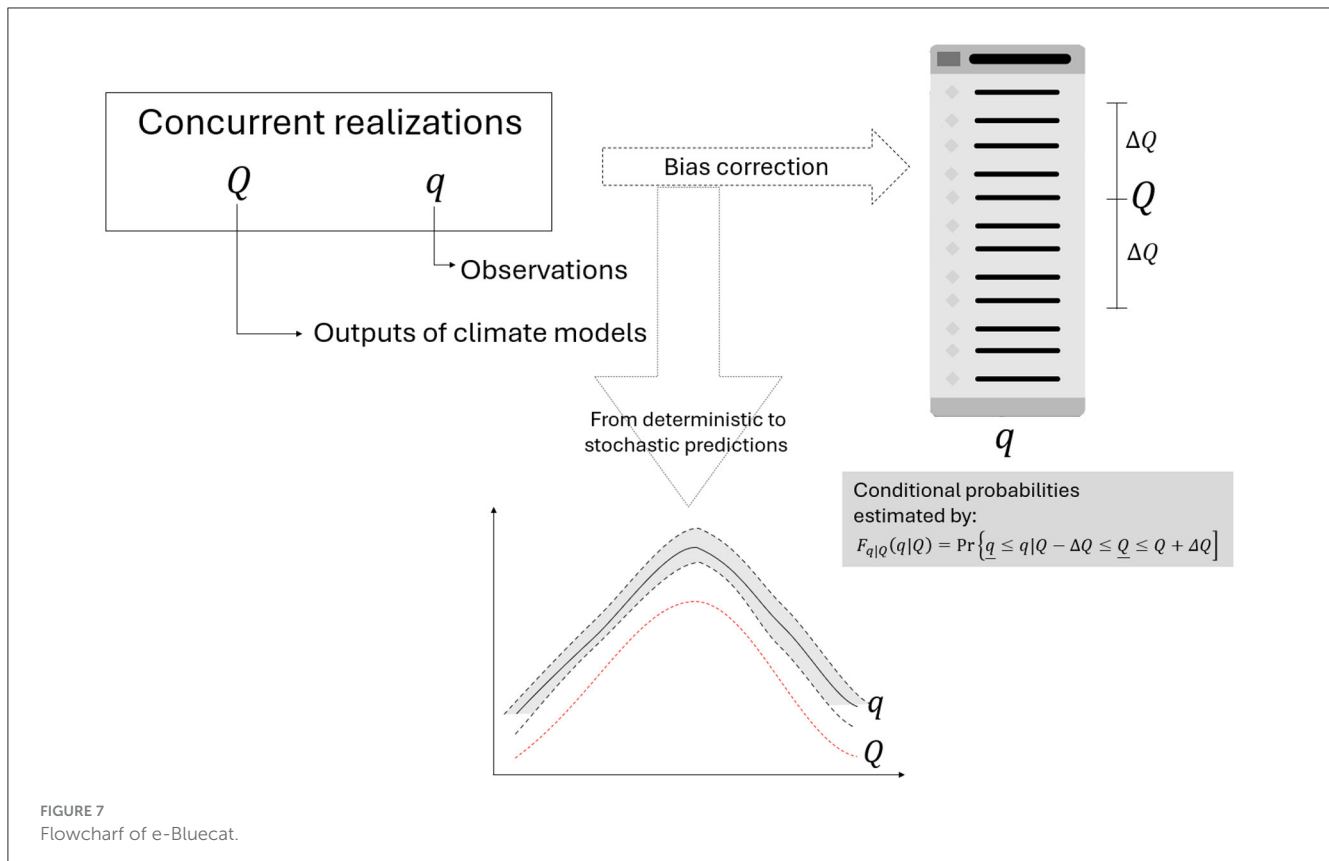 Concurrent realizations
Q q
Observations
Outputs of climate models
Bias correction
ΔQ
Q
ΔQ
q
From deterministic to
stochastic predictions
Conditional probabilities
estimated by:
F_{q|Q}(q|Q) = Pr{q ≤ q|Q − ΔQ ≤ Q ≤ Q + ΔQ]
q
Q
FIGURE 7
Flowcharf of e-Bluecat.